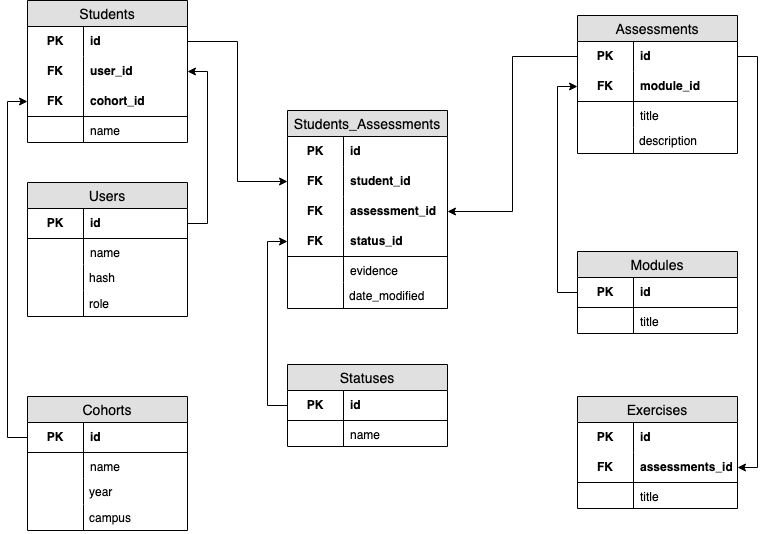 Students
PK id
FK user_id
FK cohort_id
name
Users
PK id
name
hash
role
Cohorts
PK id
name
year
campus
Students_Assessments
PK id
FK student_id
FK assessment_id
FK status_id
evidence
date_modified
Statuses
PK id
name
Assessments
PK id
FK module_id
title
description
Modules
PK id
title
Exercises
PK id
FK assessments_id
title